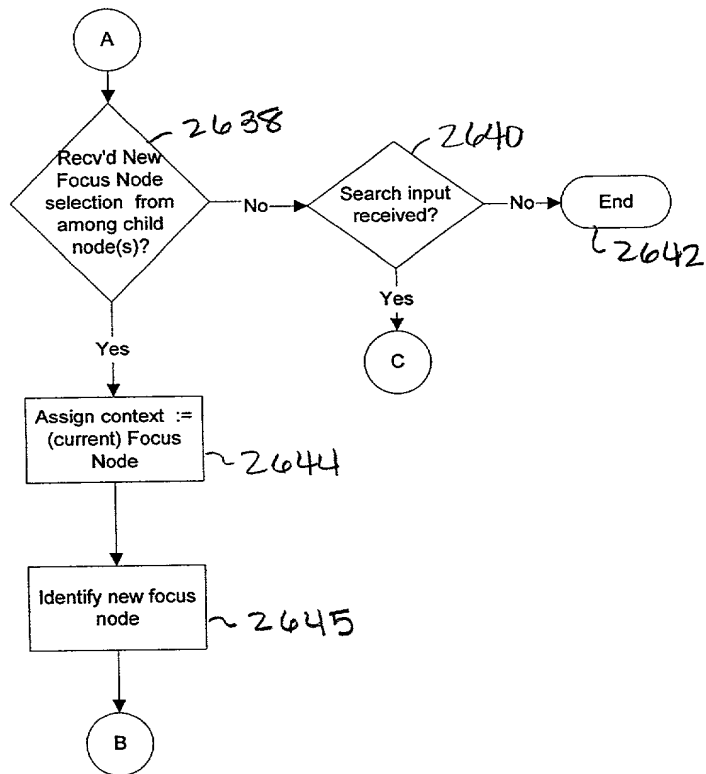 A
2638
Recv'd New
Focus Node
selection from
among child
node(s)?
No
2640
Search input
received?
No
End
2642
Yes
C
Yes
Assign context :=
(current) Focus
Node
2644
Identify new focus
node
2645
B